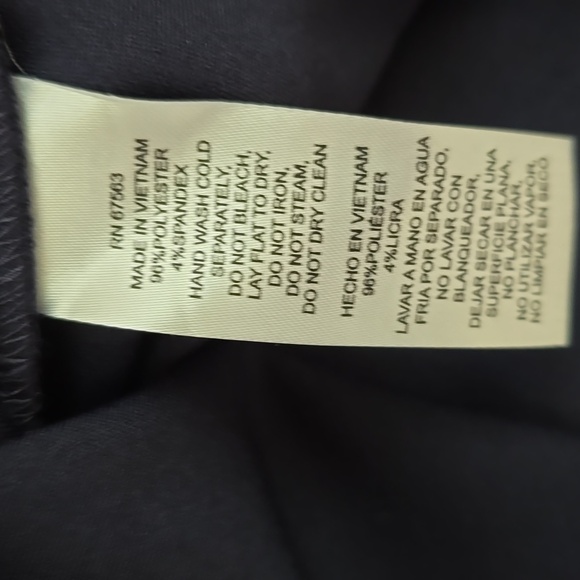 RN 67563
MADE IN VIETNAM
96%POLYESTER
4%SPANDEX
HAND WASH COLD
SEPARATELY,
DO NOT BLEACH,
LAY FLAT TO DRY,
DO NOT IRON,
DO NOT STEAM,
DO NOT DRY CLEAN
HECHO EN VIETNAM
96%POLIÉSTER
4%LICRA
LAVAR A MANO EN AGUA
FRIA POR SEPARADO,
NO LAVAR CON
BLANQUEADOR,
DEJAR SECAR EN UNA
SUPERFICIE PLANA,
NO PLANCHAR,
NO UTILIZAR VAPOR,
NO LIMPIAR EN SECO.